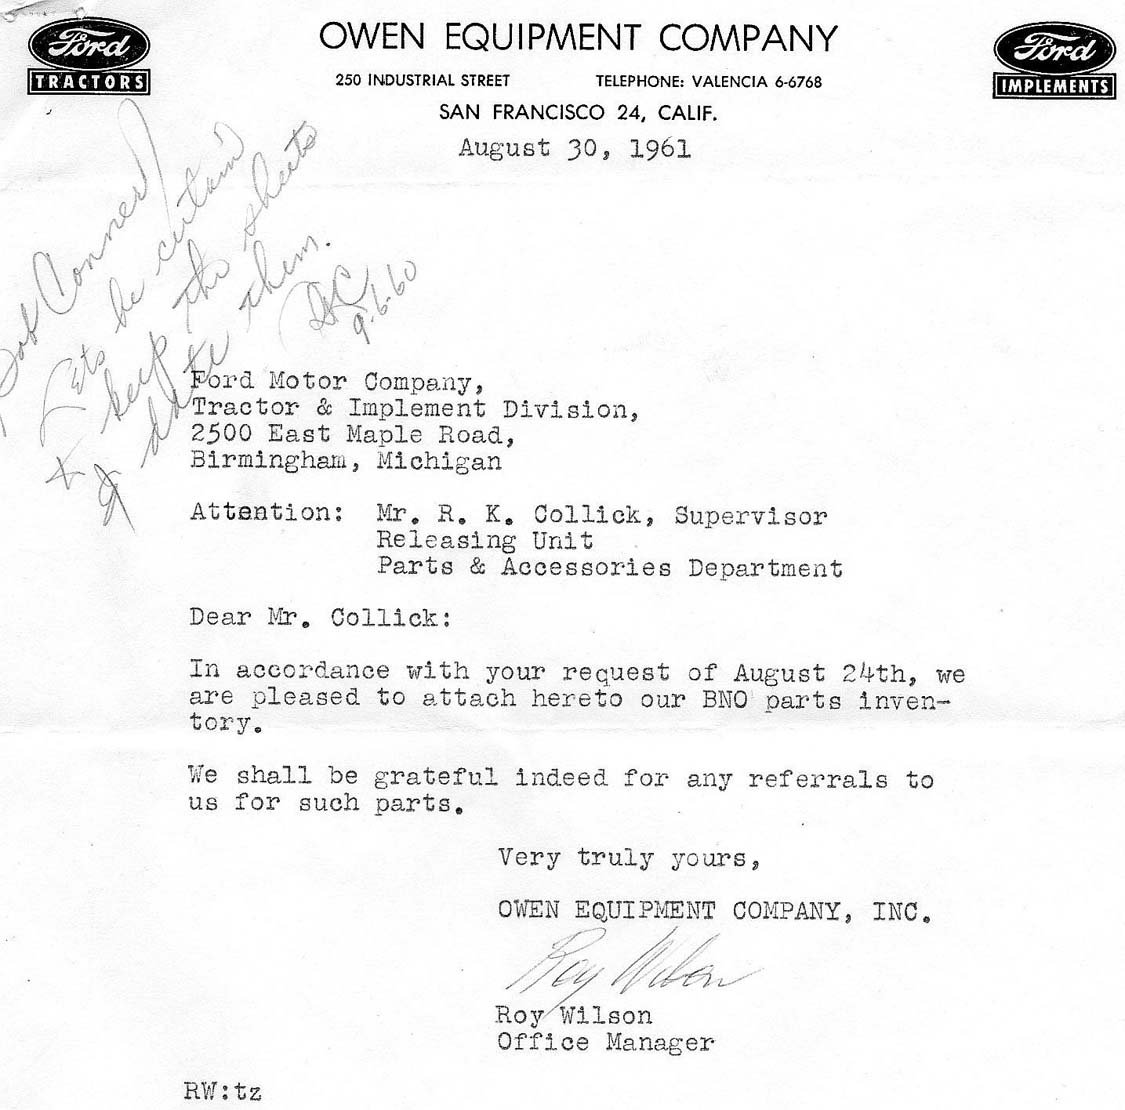 Ford
TRACTORS
OWEN EQUIPMENT COMPANY
250 INDUSTRIAL STREET TELEPHONE: VALENCIA 6-6768
SAN FRANCISCO 24, CALIF.
Ford
IMPLEMENTS
August 30, 1961
Bob Conner
Lets be certain
& keep the sheets
& date them.
9-6-60
Ford Motor Company,
Tractor & Implement Division,
2500 East Maple Road,
Birmingham, Michigan
Attention: Mr. R. K. Collick, Supervisor
Releasing Unit
Parts & Accessories Department
Dear Mr. Collick:
In accordance with your request of August 24th, we
are pleased to attach hereto our BNO parts inven-
tory.
We shall be grateful indeed for any referrals to
us for such parts.
Very truly yours,
OWEN EQUIPMENT COMPANY, INC.
Roy Wilson
Roy Wilson
Office Manager
RW:tz